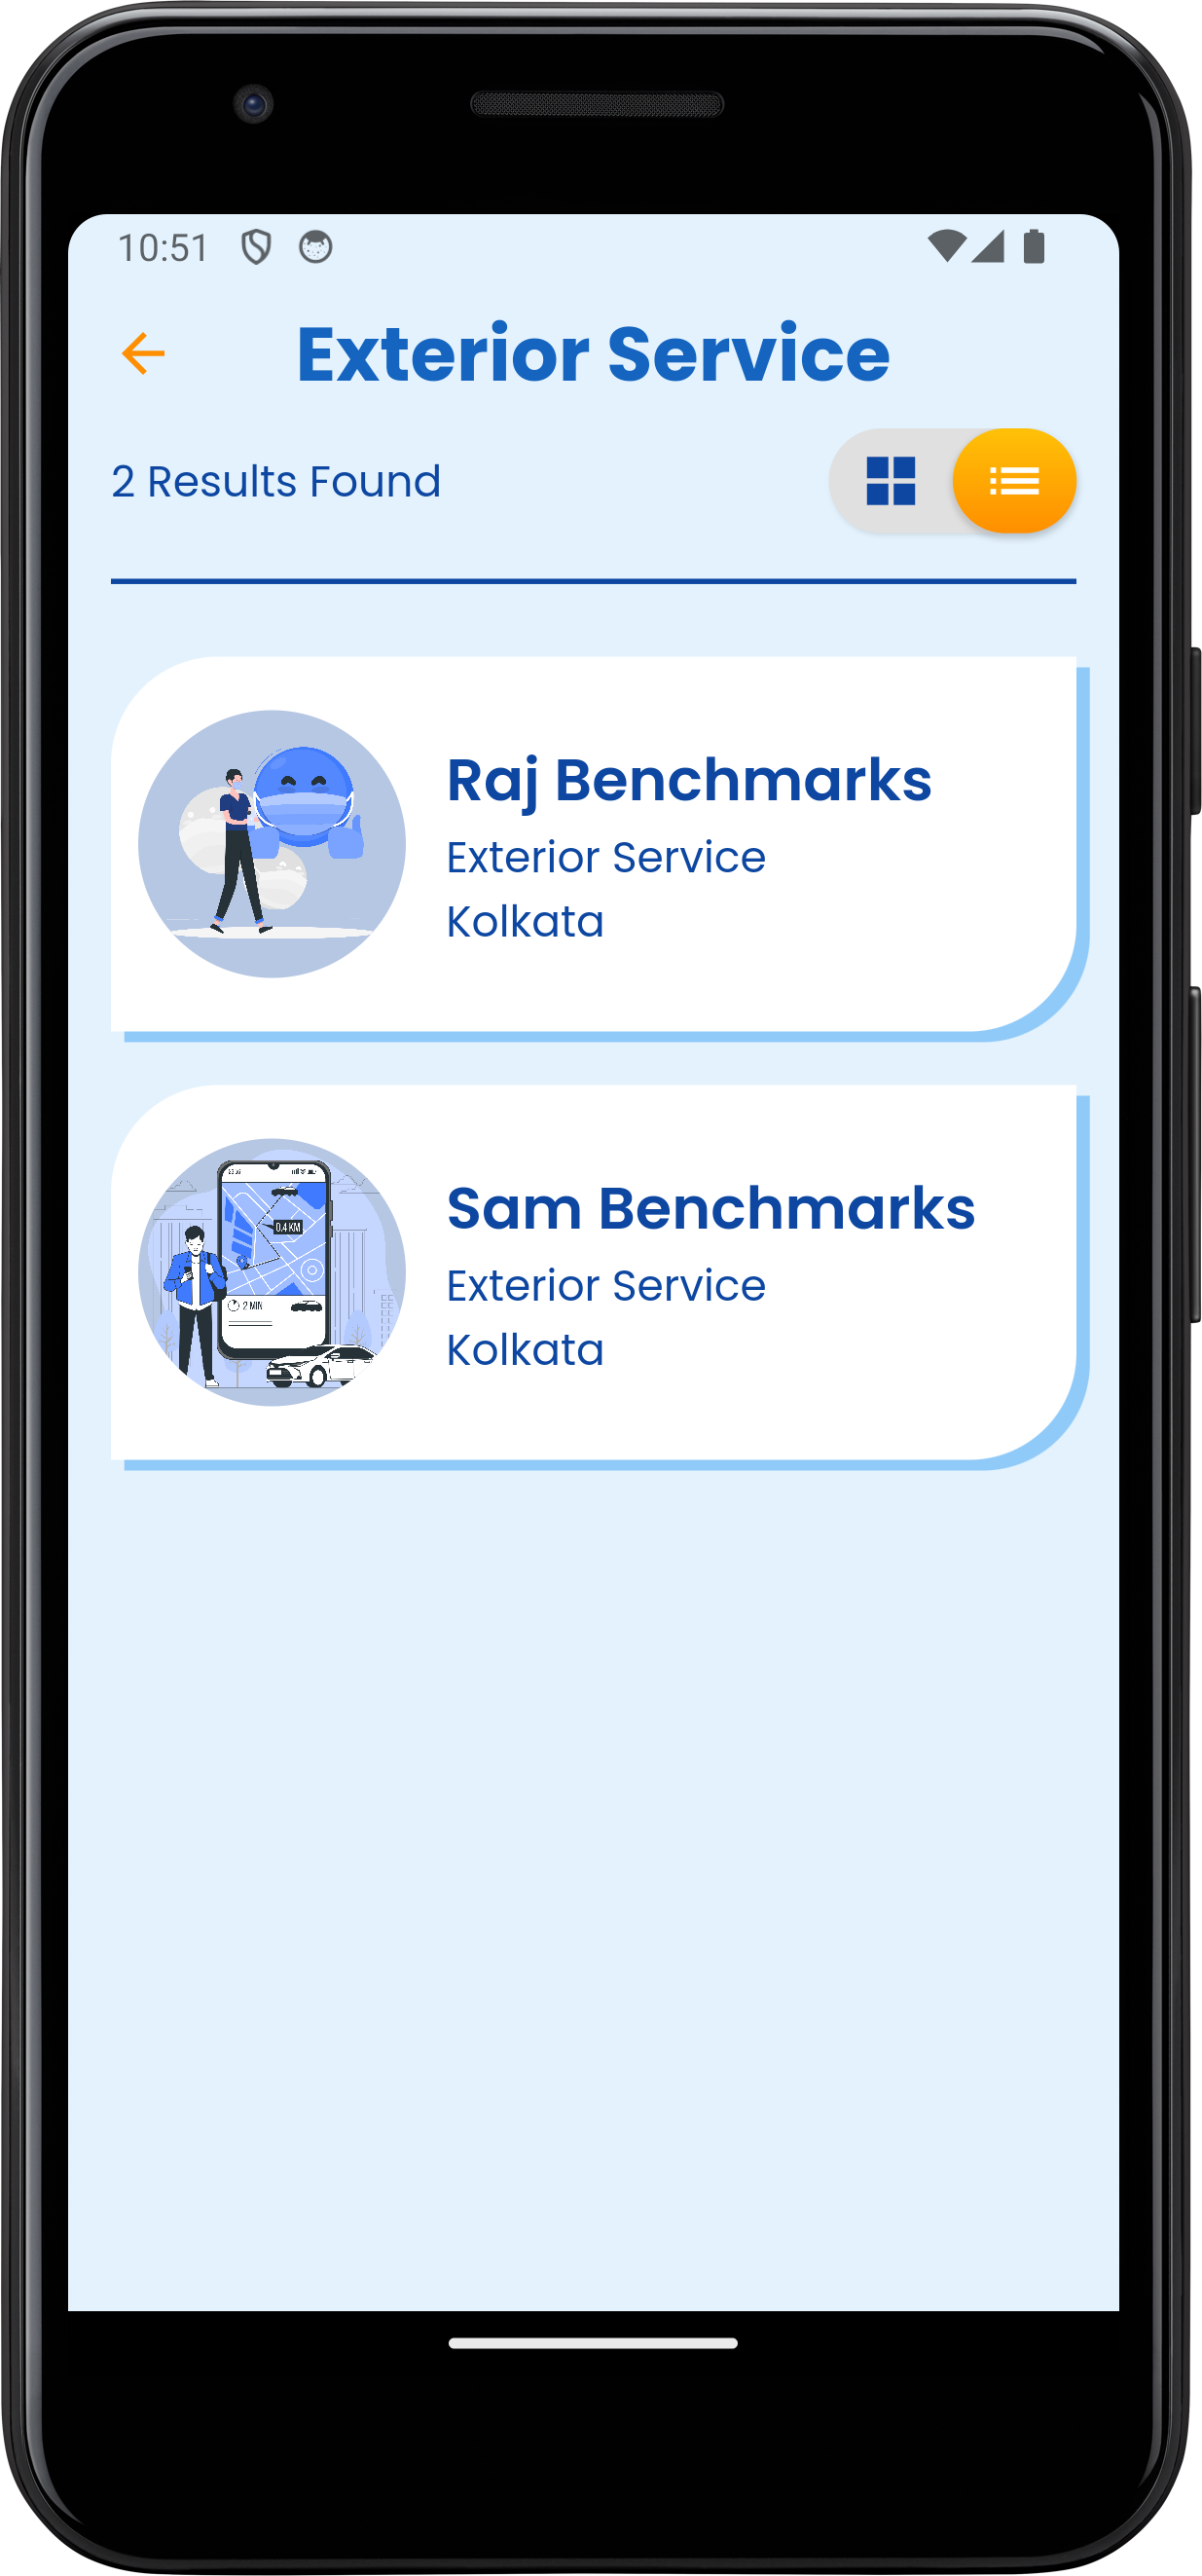 10:51
Exterior Service
2 Results Found
Raj Benchmarks
Exterior Service
Kolkata
0.4 KM
2 MIN
Sam Benchmarks
Exterior Service
Kolkata